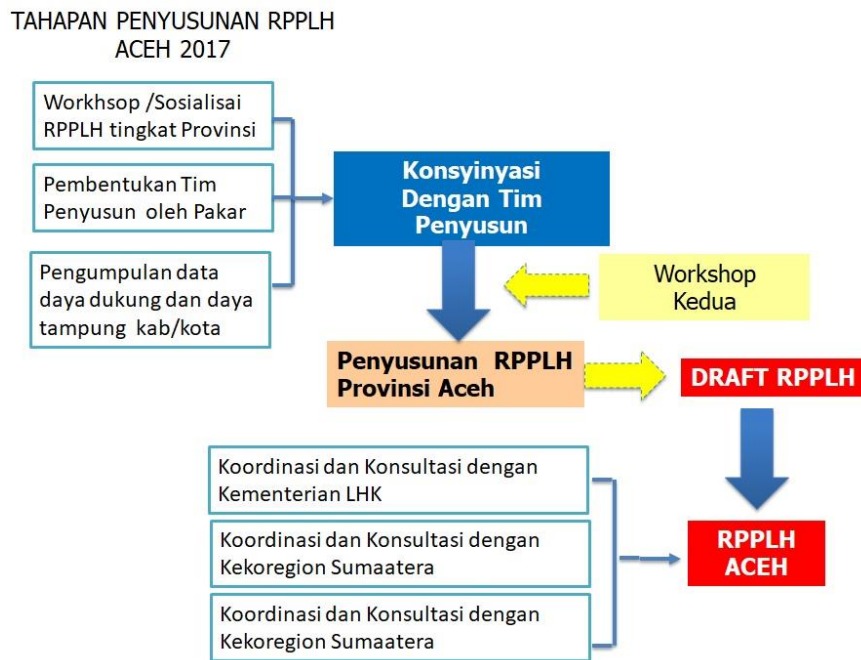 TAHAPAN PENYUSUNAN RPPLH
ACEH 2017
Workhsop /Sosialisai
RPPLH tingkat Provinsi
Pembentukan Tim
Penyusun oleh Pakar
Pengumpulan data
daya dukung dan daya
tampung kab/kota
Konsyinyasi
Dengan Tim
Penyusun
Workshop
Kedua
Penyusunan RPPLH
Provinsi Aceh
DRAFT RPPLH
Koordinasi dan Konsultasi dengan
Kementerian LHK
Koordinasi dan Konsultasi dengan
Kekoregion Sumaatera
Koordinasi dan Konsultasi dengan
Kekoregion Sumaatera
RPPLH
ACEH